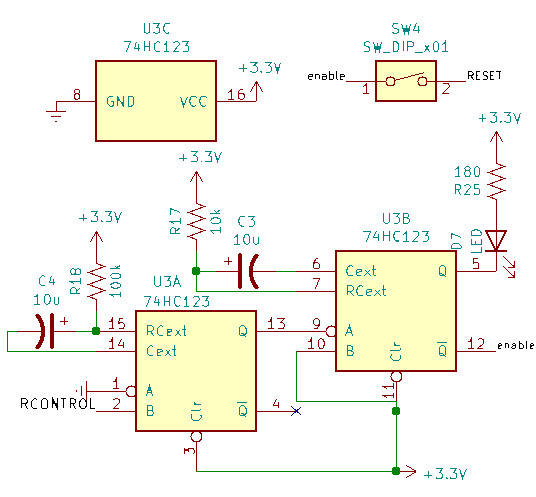 U3C
74HC123
8
GND
VCC
16
+3.3V
SW4
SW_DIP_x01
enable
1
2
RESET
+3.3V
180
R25
D7
LED
+3.3V
R17
10k
C3
10u
+
U3B
74HC123
6
Cext
Q
5
7
RCext
9
A
10
B
Clr
Q
12
enable
11
+3.3V
C4
10u
+
R18
100k
U3A
74HC123
15
RCext
Q
13
14
Cext
1
A
RCONTROL
2
B
Clr
Q
4
3
+3.3V